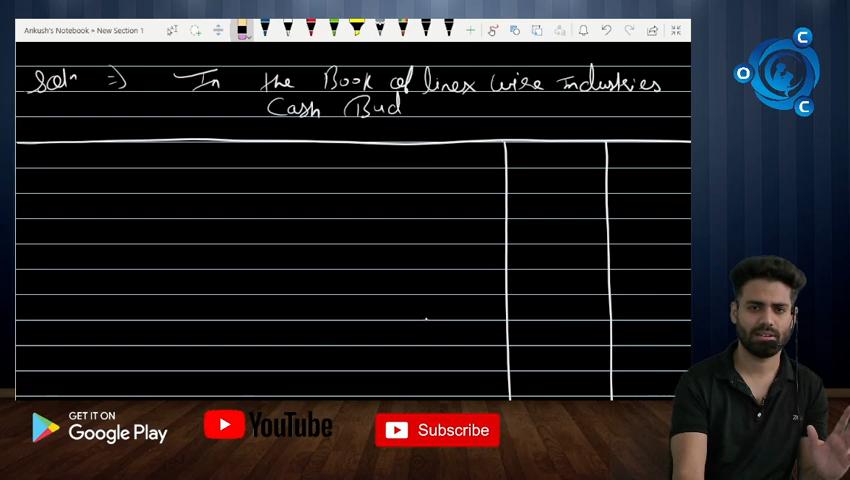 Ankush's Notebook > New Section 1
Soln => In the Book of linex wire Industries
Cash Bud
C
O
C
GET IT ON
Google Play
YouTube
Subscribe